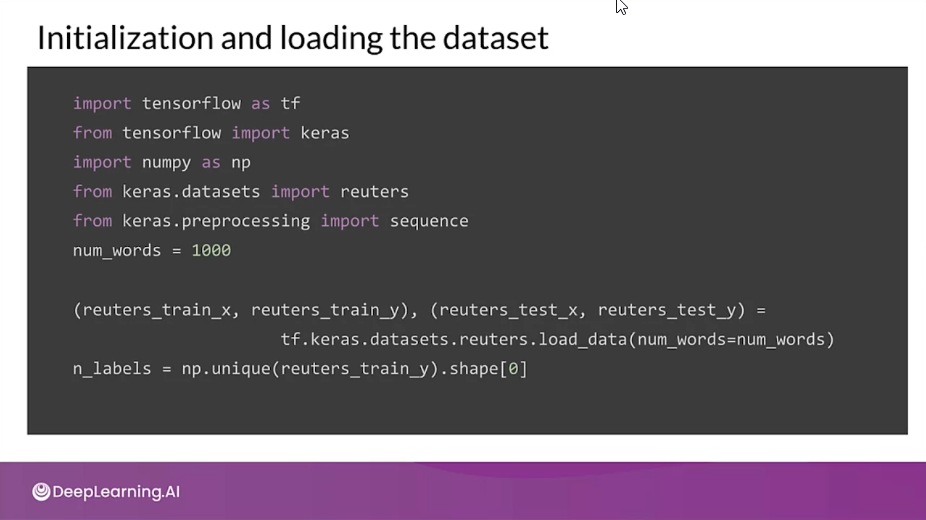 Initialization and loading the dataset
import tensorflow as tf
from tensorflow import keras
import numpy as np
from keras.datasets import reuters
from keras.preprocessing import sequence
num_words = 1000
(reuters_train_x, reuters_train_y), (reuters_test_x, reuters_test_y) =
tf.keras.datasets.reuters.load_data(num_words=num_words)
n_labels = np.unique(reuters_train_y).shape[0]
DeepLearning.AI